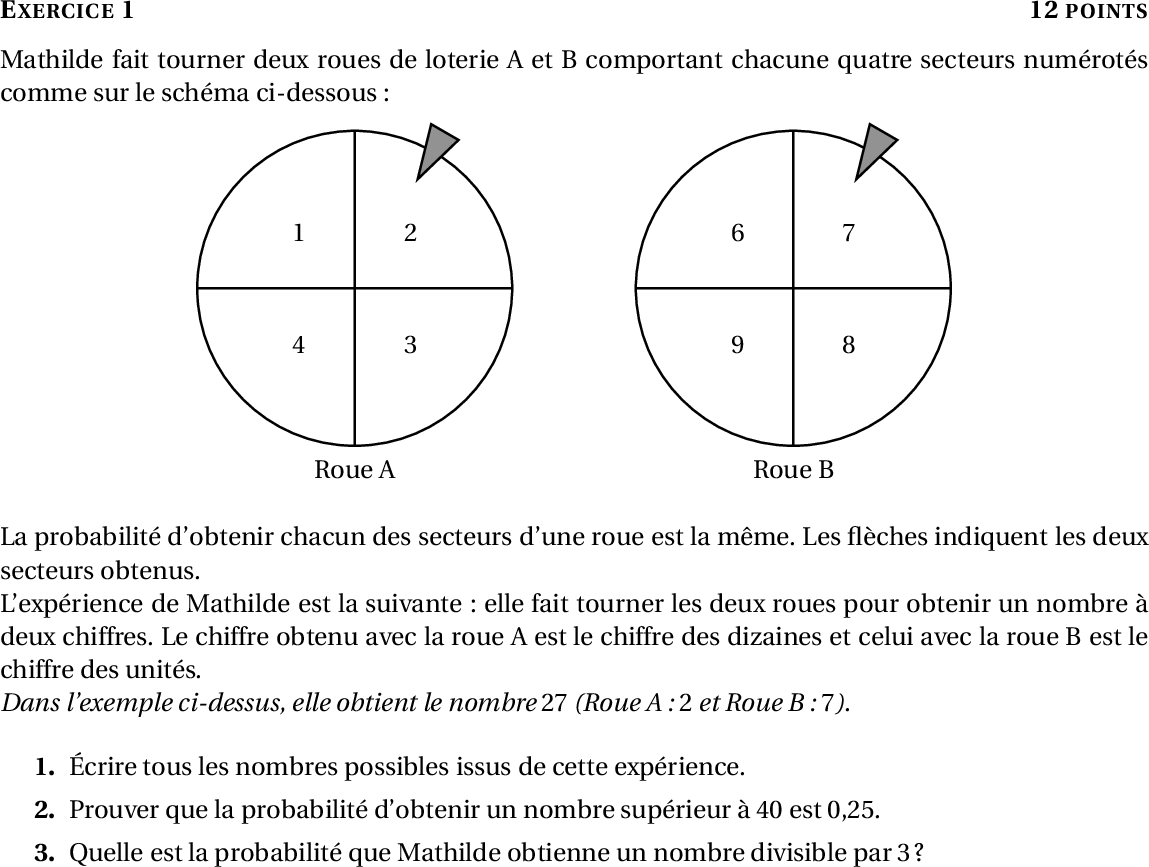 EXERCICE 1 12 POINTS
Mathilde fait tourner deux roues de loterie A et B comportant chacune quatre secteurs numérotés
comme sur le schéma ci-dessous :
1 2 6 7
4 3 9 8
Roue A Roue B
La probabilité d’obtenir chacun des secteurs d’une roue est la même. Les flèches indiquent les deux
secteurs obtenus.
L’expérience de Mathilde est la suivante : elle fait tourner les deux roues pour obtenir un nombre à
deux chiffres. Le chiffre obtenu avec la roue A est le chiffre des dizaines et celui avec la roue B est le
chiffre des unités.
Dans l’exemple ci-dessus, elle obtient le nombre 27 (Roue A : 2 et Roue B : 7).
1. Écrire tous les nombres possibles issus de cette expérience.
2. Prouver que la probabilité d’obtenir un nombre supérieur à 40 est 0,25.
3. Quelle est la probabilité que Mathilde obtienne un nombre divisible par 3 ?